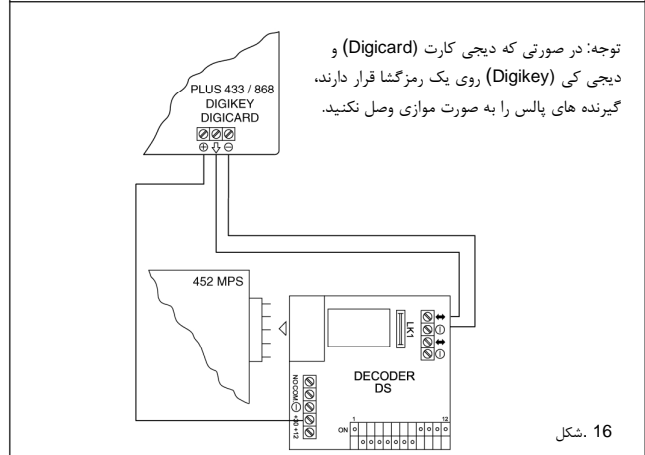 توجه: در صورتی که دیجی کارت (Digicard) و
دیجی کی (Digikey) روی یک رمزگشا قرار دارند،
گیرنده های پالس را به صورت موازی وصل نکنید.
PLUS 433 / 868
DIGIKEY
DIGICARD
452 MPS
LK1
DECODER
DS
NO COM
+30 +12
1 12
ON
16 .شکل